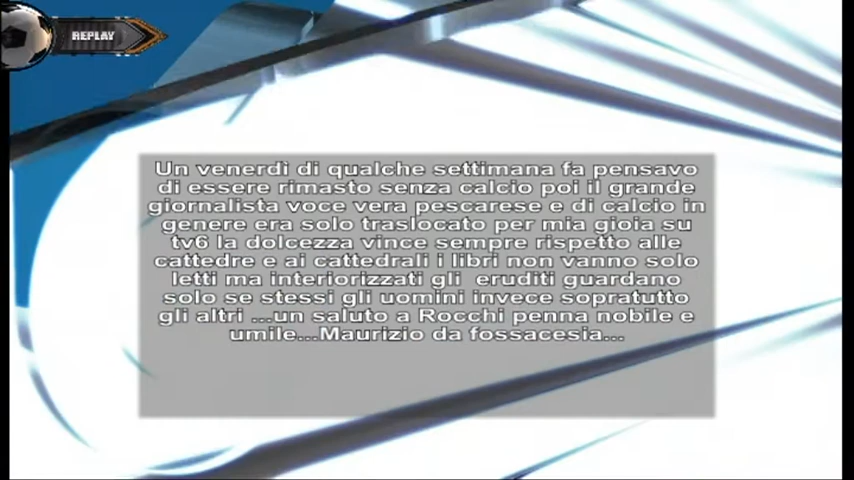 REPLAY
Un venerdì di qualche settimana fa pensavo
di essere rimasto senza calcio poi il grande
giornalista voce vera pescarese e di calcio in
genere era solo traslocato per mia gioia su
tv6 la dolcezza vince sempre rispetto alle
cattedre e ai cattedrali i libri non vanno solo
letti ma interiorizzati gli  eruditi guardano
solo se stessi gli uomini invece sopratutto
gli altri ...un saluto a Rocchi penna nobile e
umile...Maurizio da fossacesia...